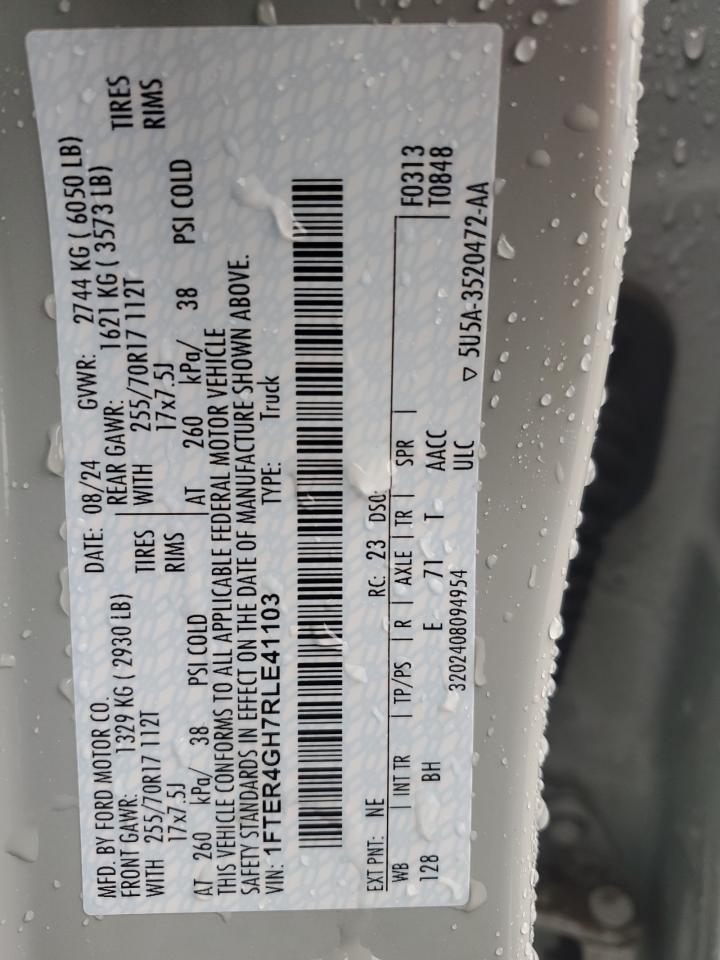 MFD. BY FORD MOTOR CO. DATE: 08/24 GVWR: 2744 KG ( 6050 LB)
FRONT GAWR: 1329 KG ( 2930 LB) REAR GAWR: 1621 KG ( 3573 LB)
WITH 255/70R17 112T TIRES WITH 255/70R17 112T TIRES
17x7.5J RIMS 17x7.5J RIMS
AT 260 kPa/ 38 PSI COLD AT 260 kPa/ 38 PSI COLD
THIS VEHICLE CONFORMS TO ALL APPLICABLE FEDERAL MOTOR VEHICLE
SAFETY STANDARDS IN EFFECT ON THE DATE OF MANUFACTURE SHOWN ABOVE.
VIN: 1FTER4GH7RLE41103 TYPE: Truck
EXT PNT: NE RC: 23 DSO: F0313
WB INT TR TP/PS R AXLE TR SPR T0848
128 BH E 71 T AACC
3202408094954 ULC ▽ 5U5A-3520472-AA